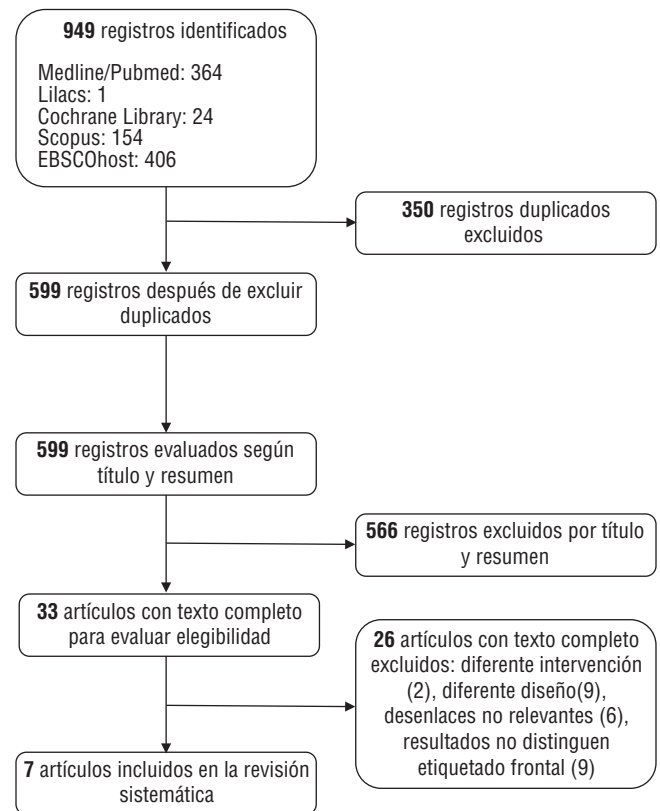 949 registros identificados
Medline/Pubmed: 364
Lilacs: 1
Cochrane Library: 24
Scopus: 154
EBSCOhost: 406
350 registros duplicados
excluidos
599 registros después de excluir
duplicados
599 registros evaluados según
título y resumen
566 registros excluidos por título
y resumen
33 artículos con texto completo
para evaluar elegibilidad
26 artículos con texto completo
excluidos: diferente intervención
(2), diferente diseño(9),
desenlaces no relevantes (6),
resultados no distinguen
etiquetado frontal (9)
7 artículos incluidos en la revisión
sistemática